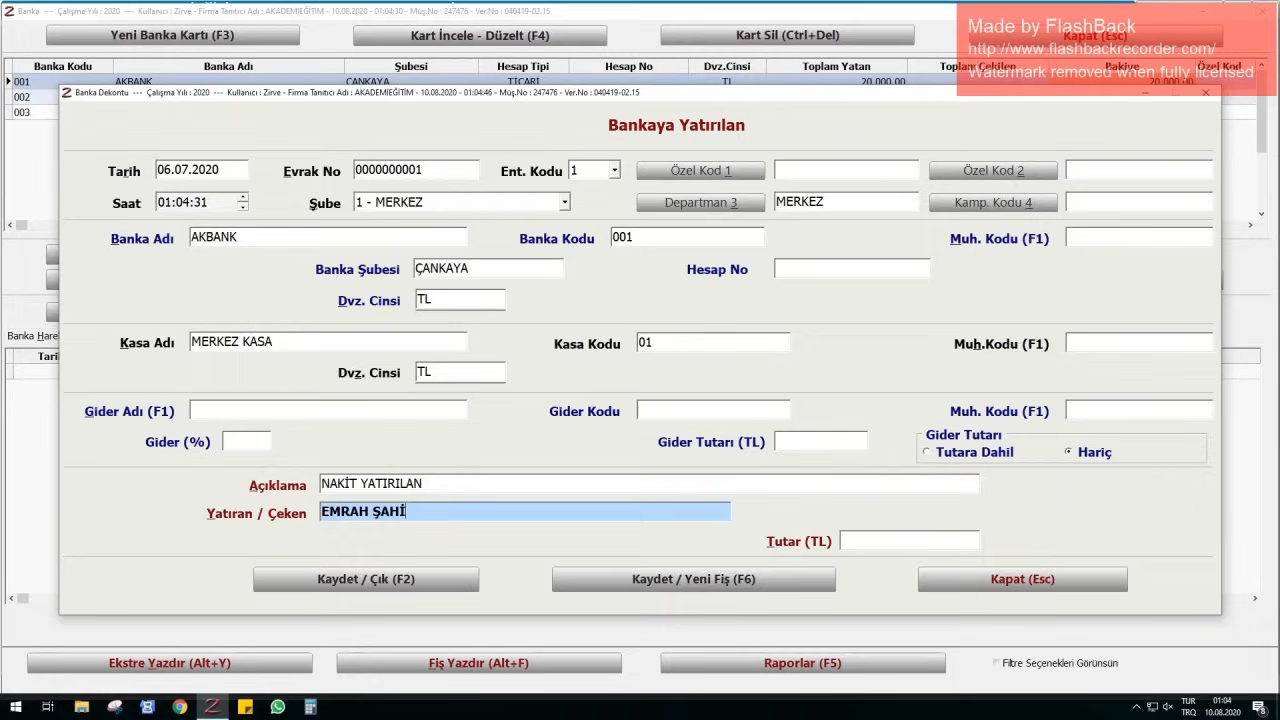 Banka --- Çalışma Yılı : 2020 --- Kullanıcı : Zirve - Firma Tanıtıcı Adı : AKADEMİEĞİTİM - 10.08.2020 - 01:04:30 - Müş.No : 247476 - Ver.No : 040419-02.15
Made by FlashBack
http://www.flashbackrecorder.com/
Watermark removed when fully licensed
Yeni Banka Kartı (F3) Kart İncele - Düzelt (F4) Kart Sil (Ctrl+Del) Kapat (Esc)
Banka Kodu Banka Adı Şubesi Hesap Tipi Hesap No Dvz.Cinsi Toplam Yatan Toplam Çekilen Bakiye Özel Kod
001 AKBANK ÇANKAYA TİCARİ TL 20.000,00 20.000,00
002
003
Banka Dekontu --- Çalışma Yılı : 2020 --- Kullanıcı : Zirve - Firma Tanıtıcı Adı : AKADEMİEĞİTİM - 10.08.2020 - 01:04:46 - Müş.No : 247476 - Ver.No : 040419-02.15
Bankaya Yatırılan
Tarih 06.07.2020 Evrak No 0000000001 Ent. Kodu 1 Özel Kod 1 Özel Kod 2
Saat 01:04:31 Şube 1 - MERKEZ Departman 3 MERKEZ Kamp. Kodu 4
Banka Adı AKBANK Banka Kodu 001 Muh. Kodu (F1)
Banka Şubesi ÇANKAYA Hesap No
Dvz. Cinsi TL
Banka Hare
Tari
Kasa Adı MERKEZ KASA Kasa Kodu 01 Muh.Kodu (F1)
Dvz. Cinsi TL
Gider Adı (F1) Gider Kodu Muh. Kodu (F1)
Gider (%) Gider Tutarı (TL) Gider Tutarı
Tutara Dahil Hariç
Açıklama NAKİT YATIRILAN
Yatıran / Çeken EMRAH ŞAHİ
Tutar (TL)
Kaydet / Çık (F2) Kaydet / Yeni Fiş (F6) Kapat (Esc)
Ekstre Yazdır (Alt+Y) Fiş Yazdır (Alt+F) Raporlar (F5) Filtre Seçenekleri Görünsün
TUR 01:04
TRQ 10.08.2020 8